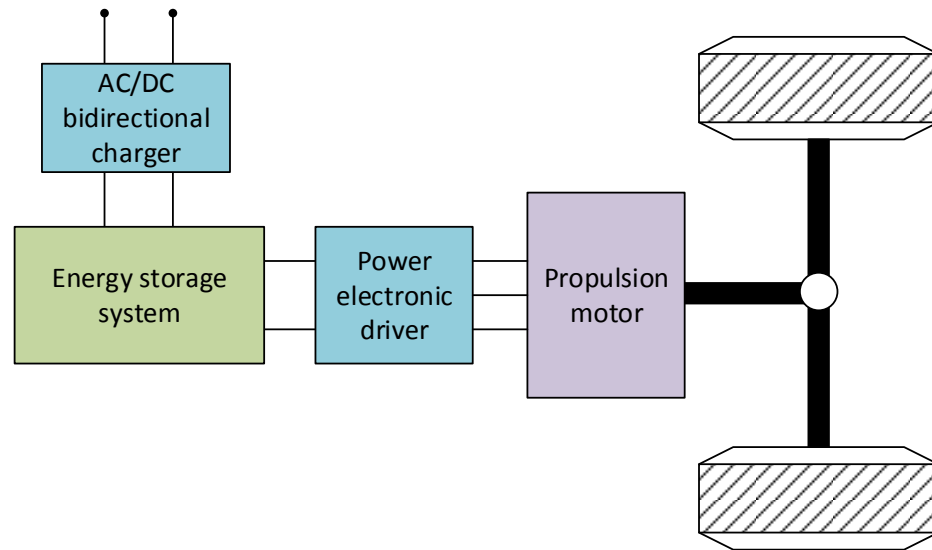 AC/DC
bidirectional
charger
Energy storage
system
Power
electronic
driver
Propulsion
motor